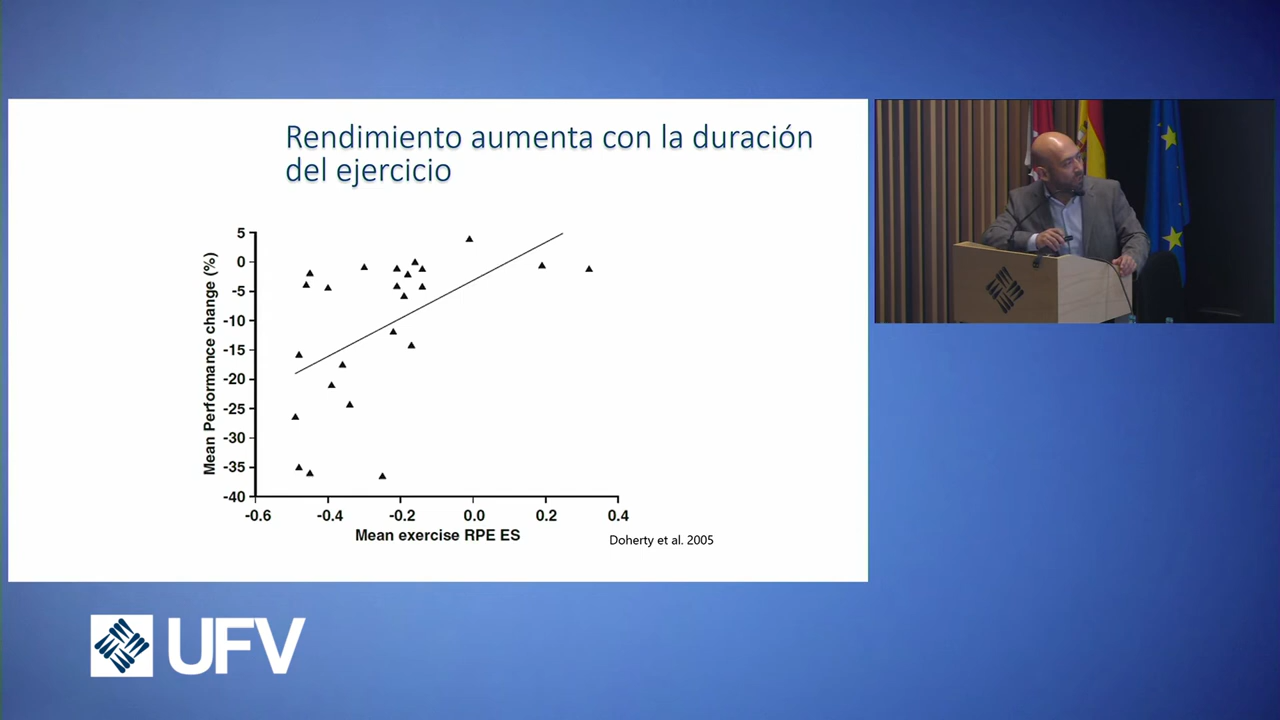 Rendimiento aumenta con la duración
del ejercicio
Mean Performance change (%)
5
0
-5
-10
-15
-20
-25
-30
-35
-40
-0.6 -0.4 -0.2 0.0 0.2 0.4
Mean exercise RPE ES
Doherty et al. 2005
UFV